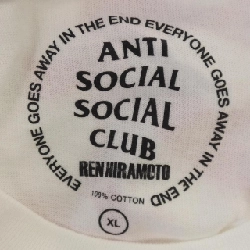 EVERYONE GOES AWAY IN THE END EVERYONE GOES AWAY IN THE END
ANTI
SOCIAL
SOCIAL
CLUB
RENHIRAMOTO
100% COTTON
XL